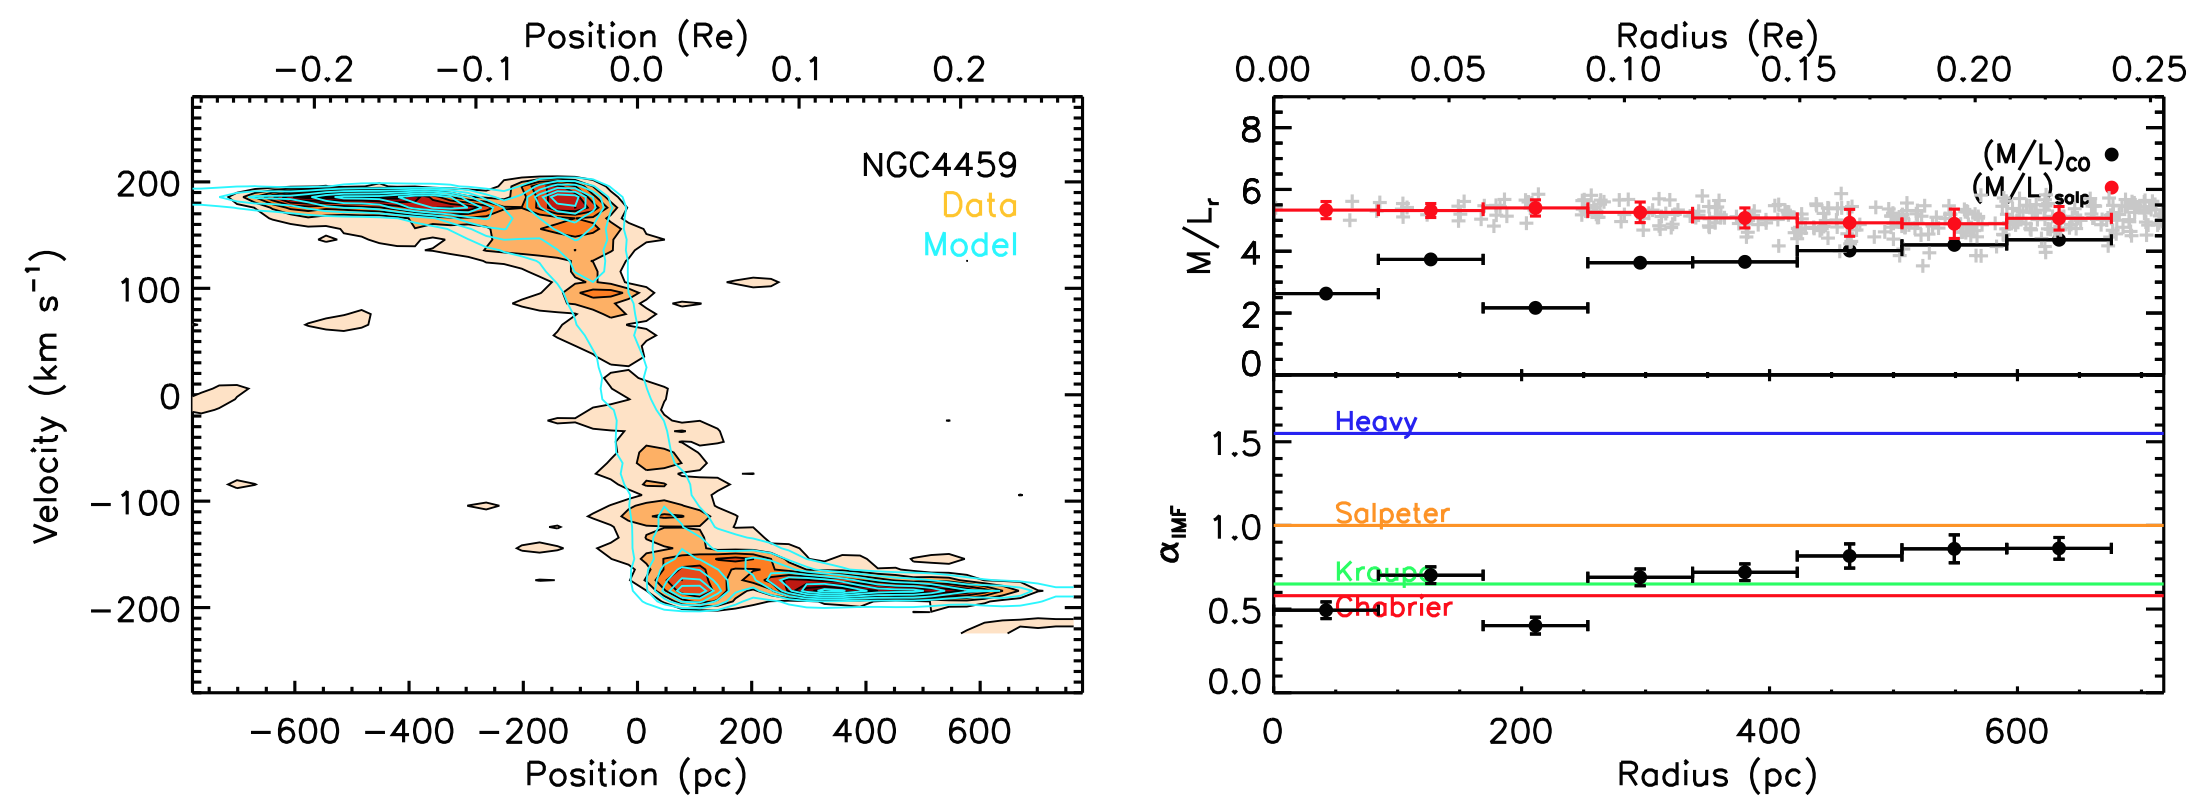 Position (Re)
−0.2 −0.1 0.0 0.1 0.2
200
100
0
−100
−200
Velocity (km s⁻¹)
NGC4459
Data
Model
−600 −400 −200 0 200 400 600
Position (pc)
Radius (Re)
0.00 0.05 0.10 0.15 0.20 0.25
8
6
4
2
0
M/Lᵣ
(M/L)CO
(M/L)salp
1.5
1.0
0.5
0.0
αIMF
Heavy
Salpeter
Kroupa
Chabrier
0 200 400 600
Radius (pc)